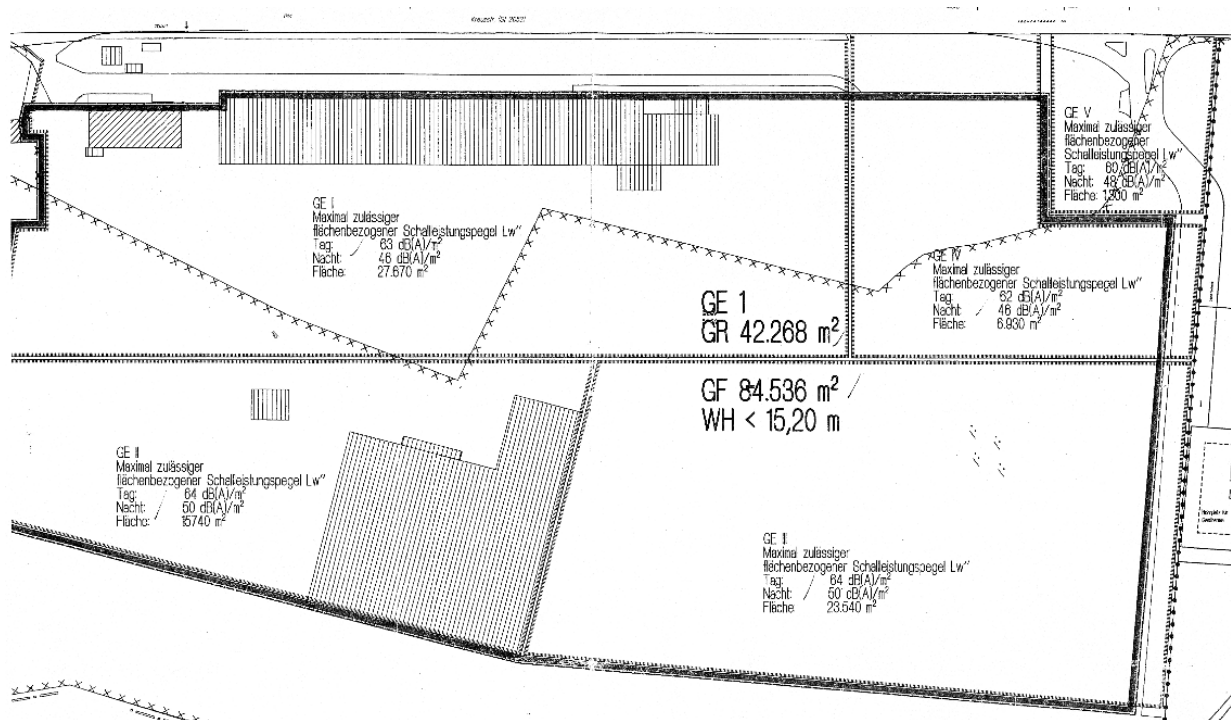 GE V
Maximal zulässiger
flächenbezogener
Schalleistungspegel Lw"
Tag: 60 dB(A)/m²
Nacht: 48 dB(A)/m²
Fläche: 1300 m²
GE I
Maximal zulässiger
flächenbezogener Schalleistungspegel Lw"
Tag: 63 dB(A)/m²
Nacht: 46 dB(A)/m²
Fläche: 27.670 m²
GE IV
Maximal zulässiger
flächenbezogener Schalleistungspegel Lw"
Tag: 62 dB(A)/m²
Nacht: 46 dB(A)/m²
Fläche: 6.930 m²
GE 1
GR 42.268 m²
GF 84.536 m²
WH < 15,20 m
GE
Maximal zulässiger
flächenbezogener Schalleistungspegel Lw"
Tag: 64 dB(A)/m²
Nacht: 50 dB(A)/m²
Fläche: 15740 m²
GE
Maximal zulässiger
flächenbezogener Schalleistungspegel Lw"
Tag: 64 dB(A)/m²
Nacht: 50 dB(A)/m²
Fläche 23.540 m²